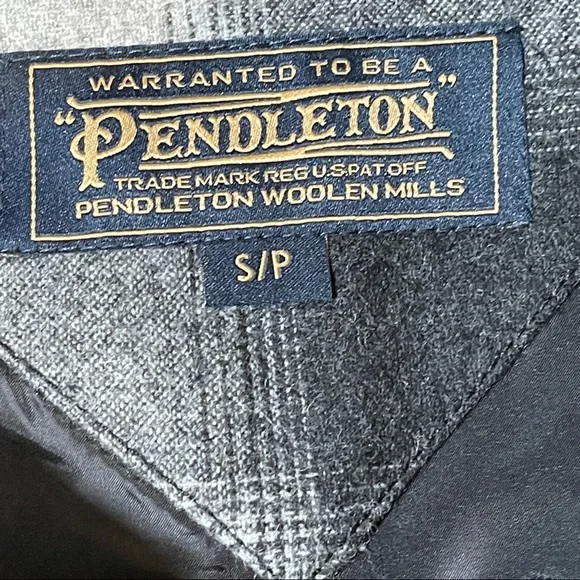 WARRANTED TO BE A
"PENDLETON"
TRADE MARK REG U.S.PAT.OFF
PENDLETON WOOLEN MILLS
S/P